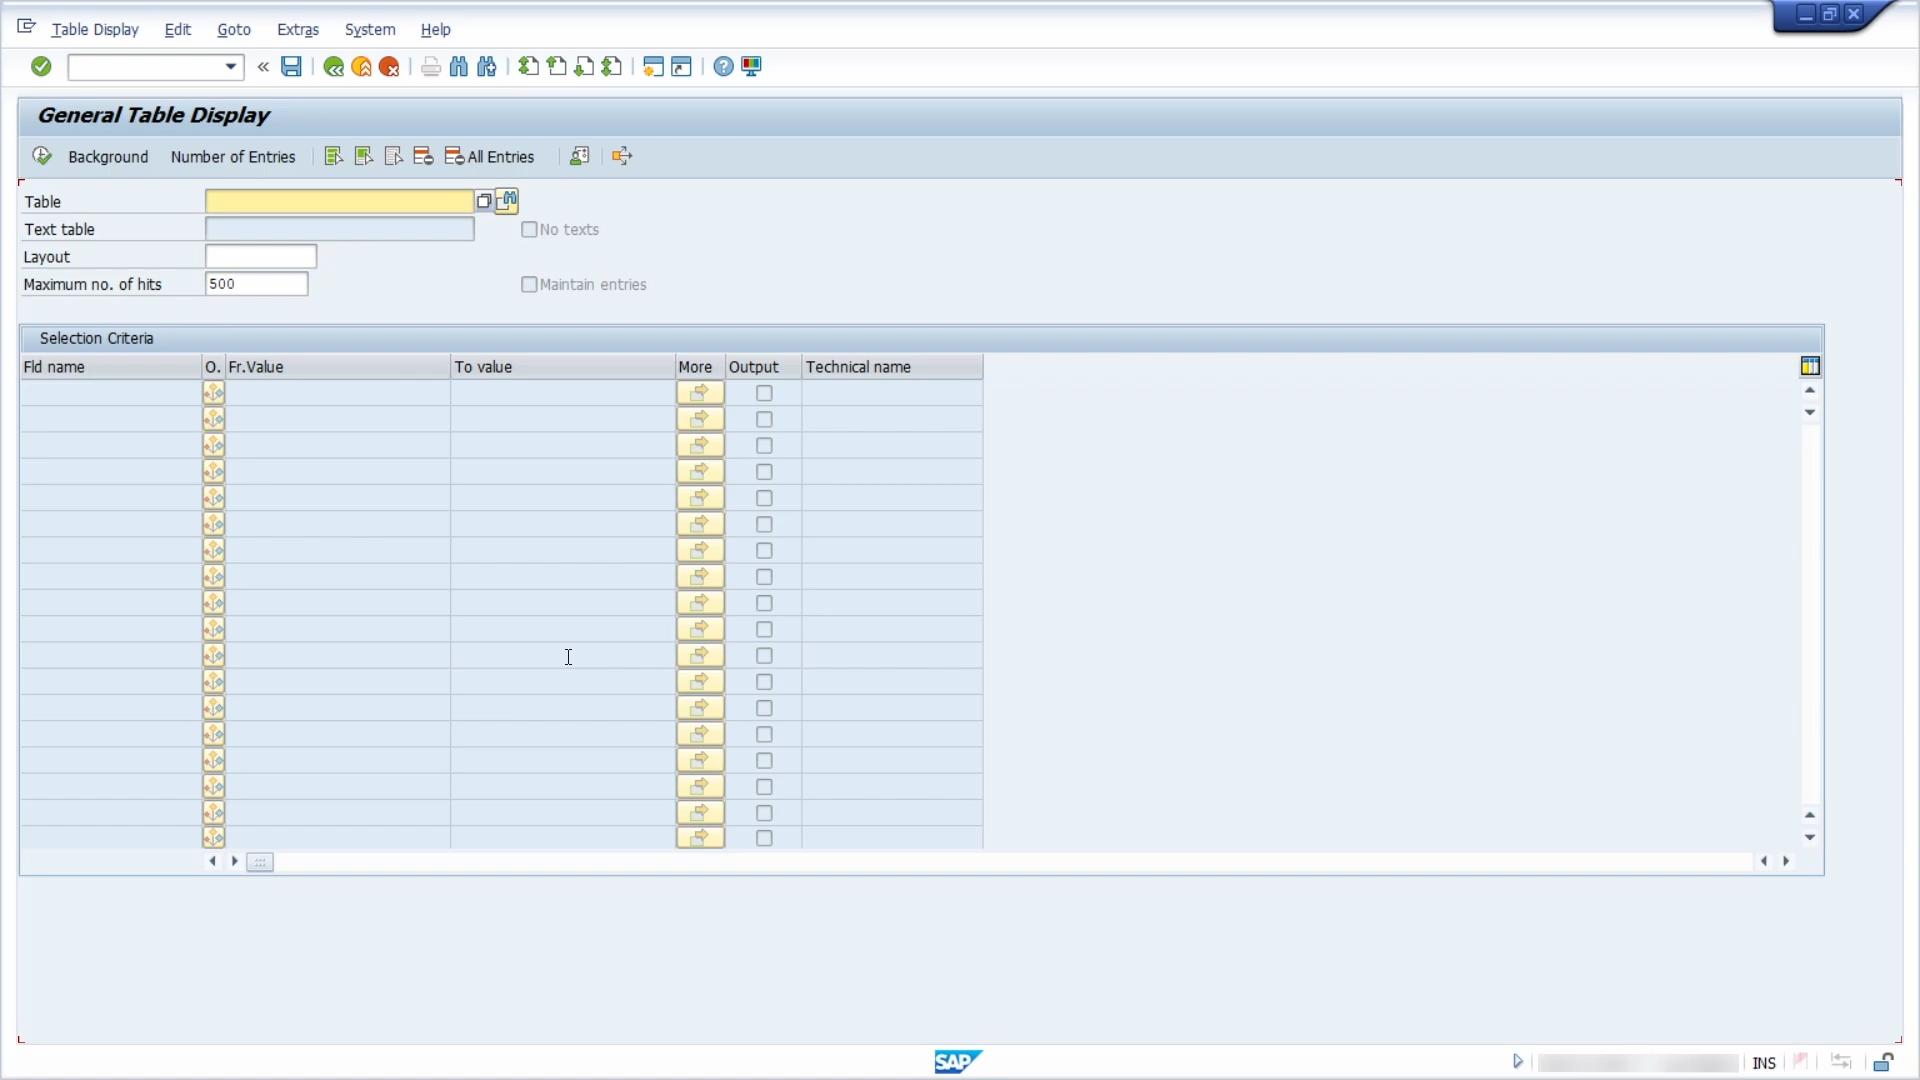 Table Display Edit Goto Extras System Help
General Table Display
Background Number of Entries All Entries
Table
Text table No texts
Layout
Maximum no. of hits 500 Maintain entries
Selection Criteria
Fld name O. Fr.Value To value More Output Technical name
SAP INS